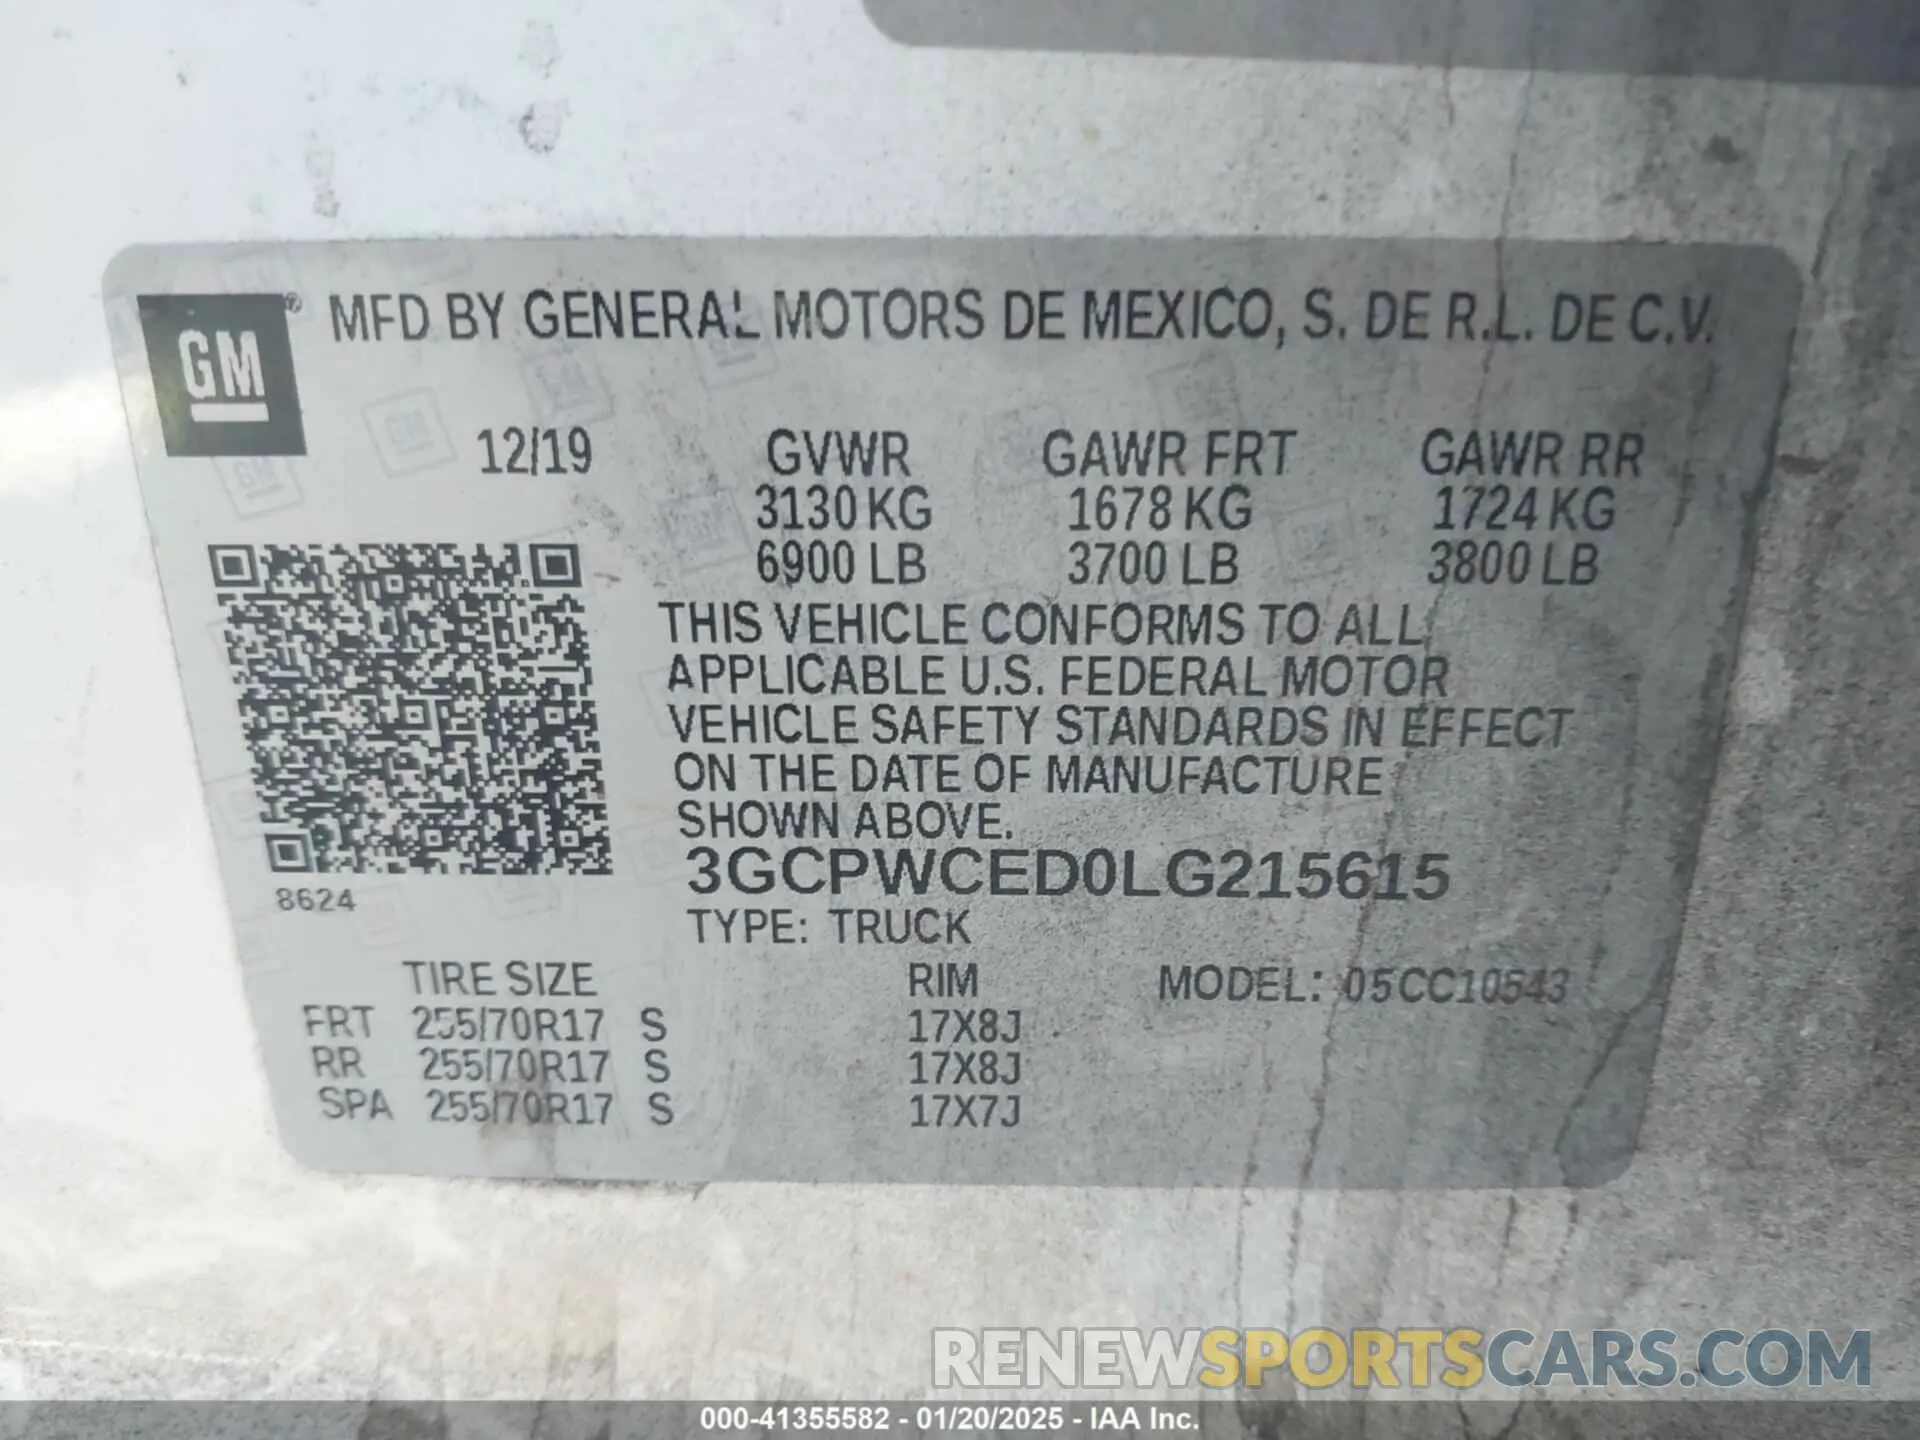 GM® MFD BY GENERAL MOTORS DE MEXICO, S. DE R.L. DE C.V.
12/19 GVWR GAWR FRT GAWR RR
3130 KG 1678 KG 1724 KG
6900 LB 3700 LB 3800 LB
THIS VEHICLE CONFORMS TO ALL
APPLICABLE U.S. FEDERAL MOTOR
VEHICLE SAFETY STANDARDS IN EFFECT
ON THE DATE OF MANUFACTURE
SHOWN ABOVE.
3GCPWCED0LG215615
8624
TYPE: TRUCK
TIRE SIZE RIM MODEL: 05CC10543
FRT 255/70R17 S 17X8J
RR 255/70R17 S 17X8J
SPA 255/70R17 S 17X7J
RENEWSPORTSCARS.COM
000-41355582 - 01/20/2025 - IAA Inc.